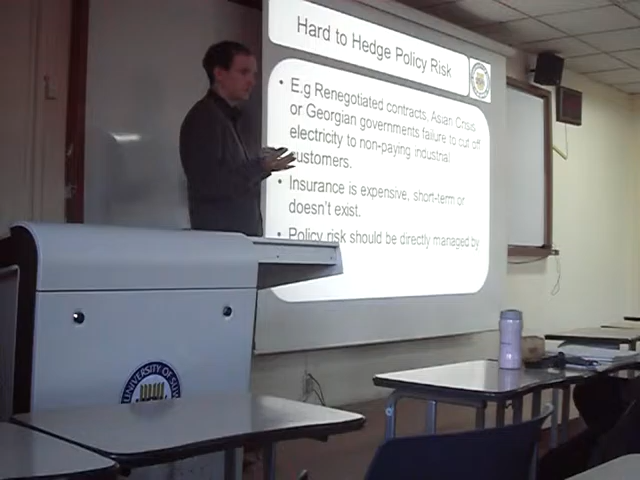 Hard to Hedge Policy Risk
• E.g Renegotiated contracts, Asian Crisis
or Georgian governments failure to cut off
electricity to non-paying industrial
customers.
• Insurance is expensive, short-term or
doesn't exist.
• Policy risk should be directly managed by
UNIVERSITY OF